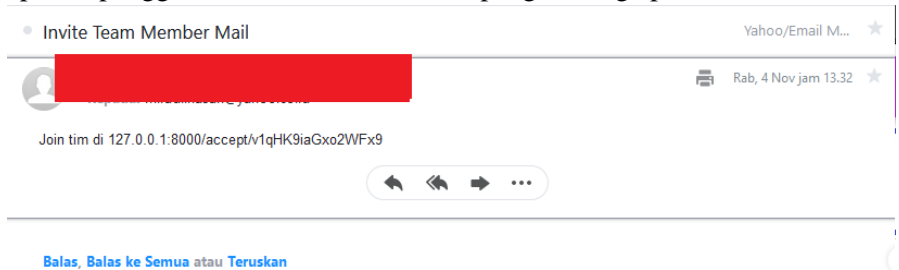 Invite Team Member Mail
Yahoo/Email M...
Rab, 4 Nov jam 13.32
Join tim di 127.0.0.1:8000/accept/v1qHK9iaGxo2WFx9
Balas, Balas ke Semua atau Teruskan